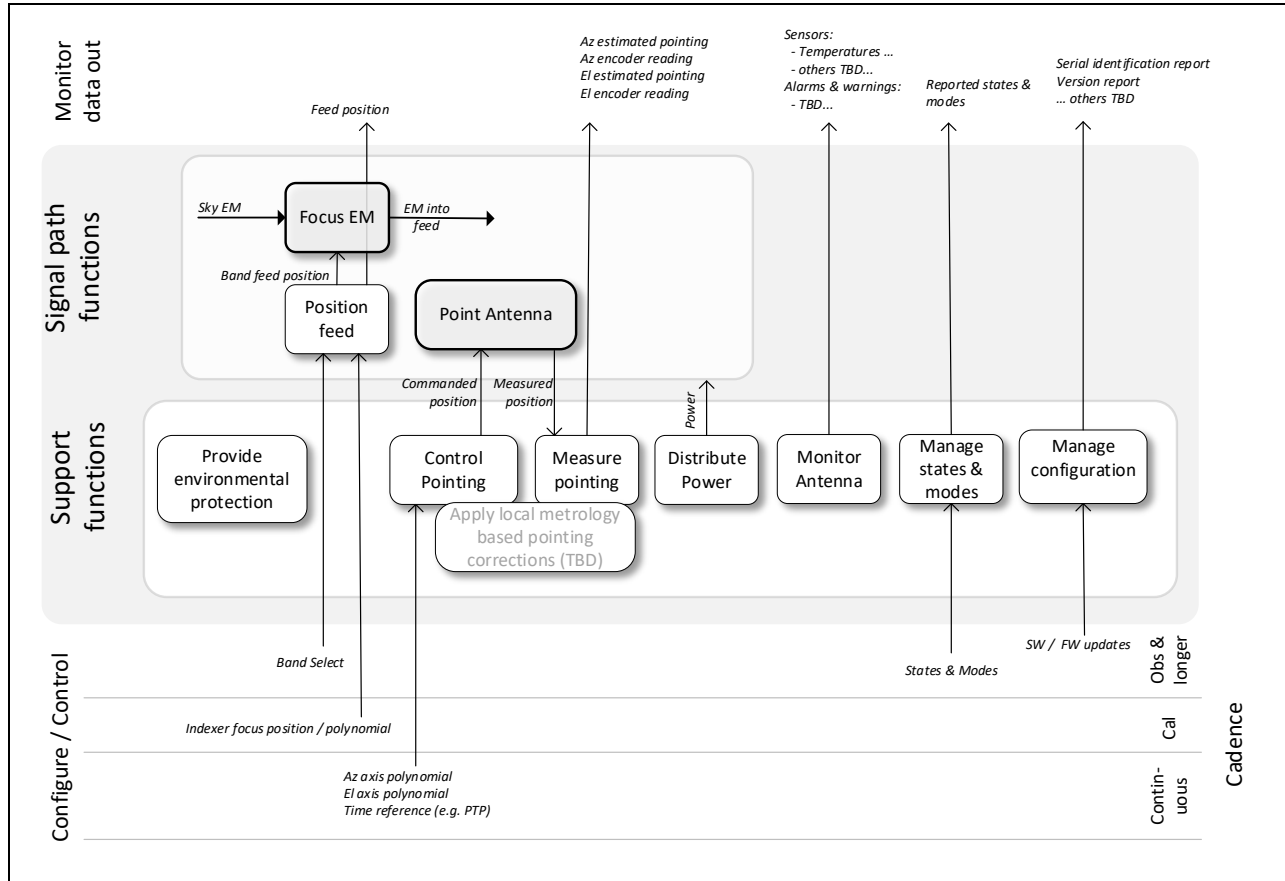 Monitor
data out
Az estimated pointing
Az encoder reading
El estimated pointing
El encoder reading
Sensors:
- Temperatures ...
- others TBD...
Alarms & warnings:
- TBD...
Reported states &
modes
Serial identification report
Version report
... others TBD
Feed position
Signal path
functions
Sky EM
Focus EM
EM into
feed
Band feed position
Position
feed
Point Antenna
Commanded
position
Measured
position
Power
Support
functions
Provide
environmental
protection
Control
Pointing
Measure
pointing
Distribute
Power
Monitor
Antenna
Manage
states &
modes
Manage
configuration
Apply local metrology
based pointing
corrections (TBD)
Configure / Control
Band Select
States & Modes
SW / FW updates
Obs &
longer
Indexer focus position / polynomial
Cal
Az axis polynomial
El axis polynomial
Time reference (e.g. PTP)
Contin-
uous
Cadence